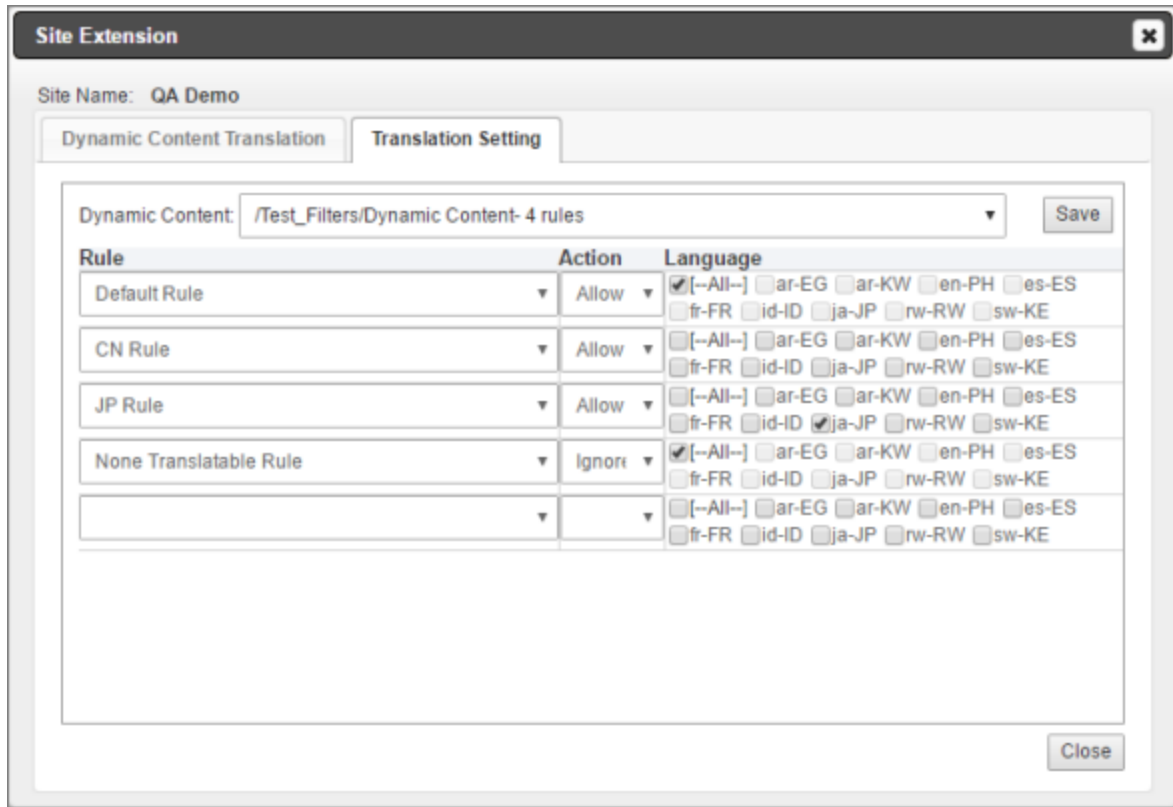 Site Extension
Site Name: QA Demo
Dynamic Content Translation Translation Setting
Dynamic Content: /Test_Filters/Dynamic Content- 4 rules Save
Rule Action Language
Default Rule Allow [--All--] ar-EG ar-KW en-PH es-ES
fr-FR id-ID ja-JP rw-RW sw-KE
CN Rule Allow [--All--] ar-EG ar-KW en-PH es-ES
fr-FR id-ID ja-JP rw-RW sw-KE
JP Rule Allow [--All--] ar-EG ar-KW en-PH es-ES
fr-FR id-ID ja-JP rw-RW sw-KE
None Translatable Rule Ignore [--All--] ar-EG ar-KW en-PH es-ES
fr-FR id-ID ja-JP rw-RW sw-KE
[--All--] ar-EG ar-KW en-PH es-ES
fr-FR id-ID ja-JP rw-RW sw-KE
Close